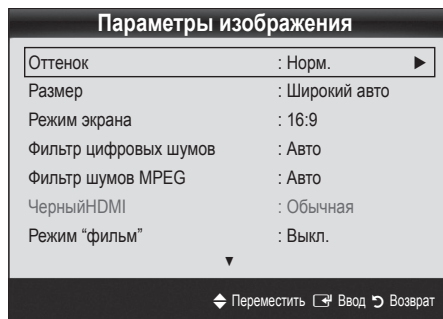 Параметры изображения
Оттенок : Норм. ►
Размер : Широкий авто
Режим экрана : 16:9
Фильтр цифровых шумов : Авто
Фильтр шумов MPEG : Авто
ЧерныйHDMI : Обычная
Режим “фильм” : Выкл.
▼
Переместить Ввод Возврат